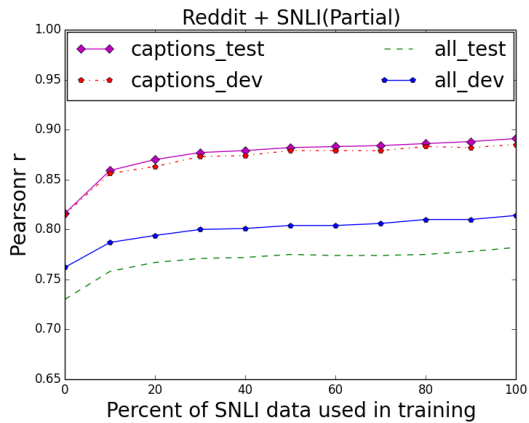 Reddit + SNLI(Partial)
captions_test
all_test
captions_dev
all_dev
1.00
0.95
0.90
0.85
0.80
0.75
0.70
0.65
Pearsonr r
0
20
40
60
80
100
Percent of SNLI data used in training